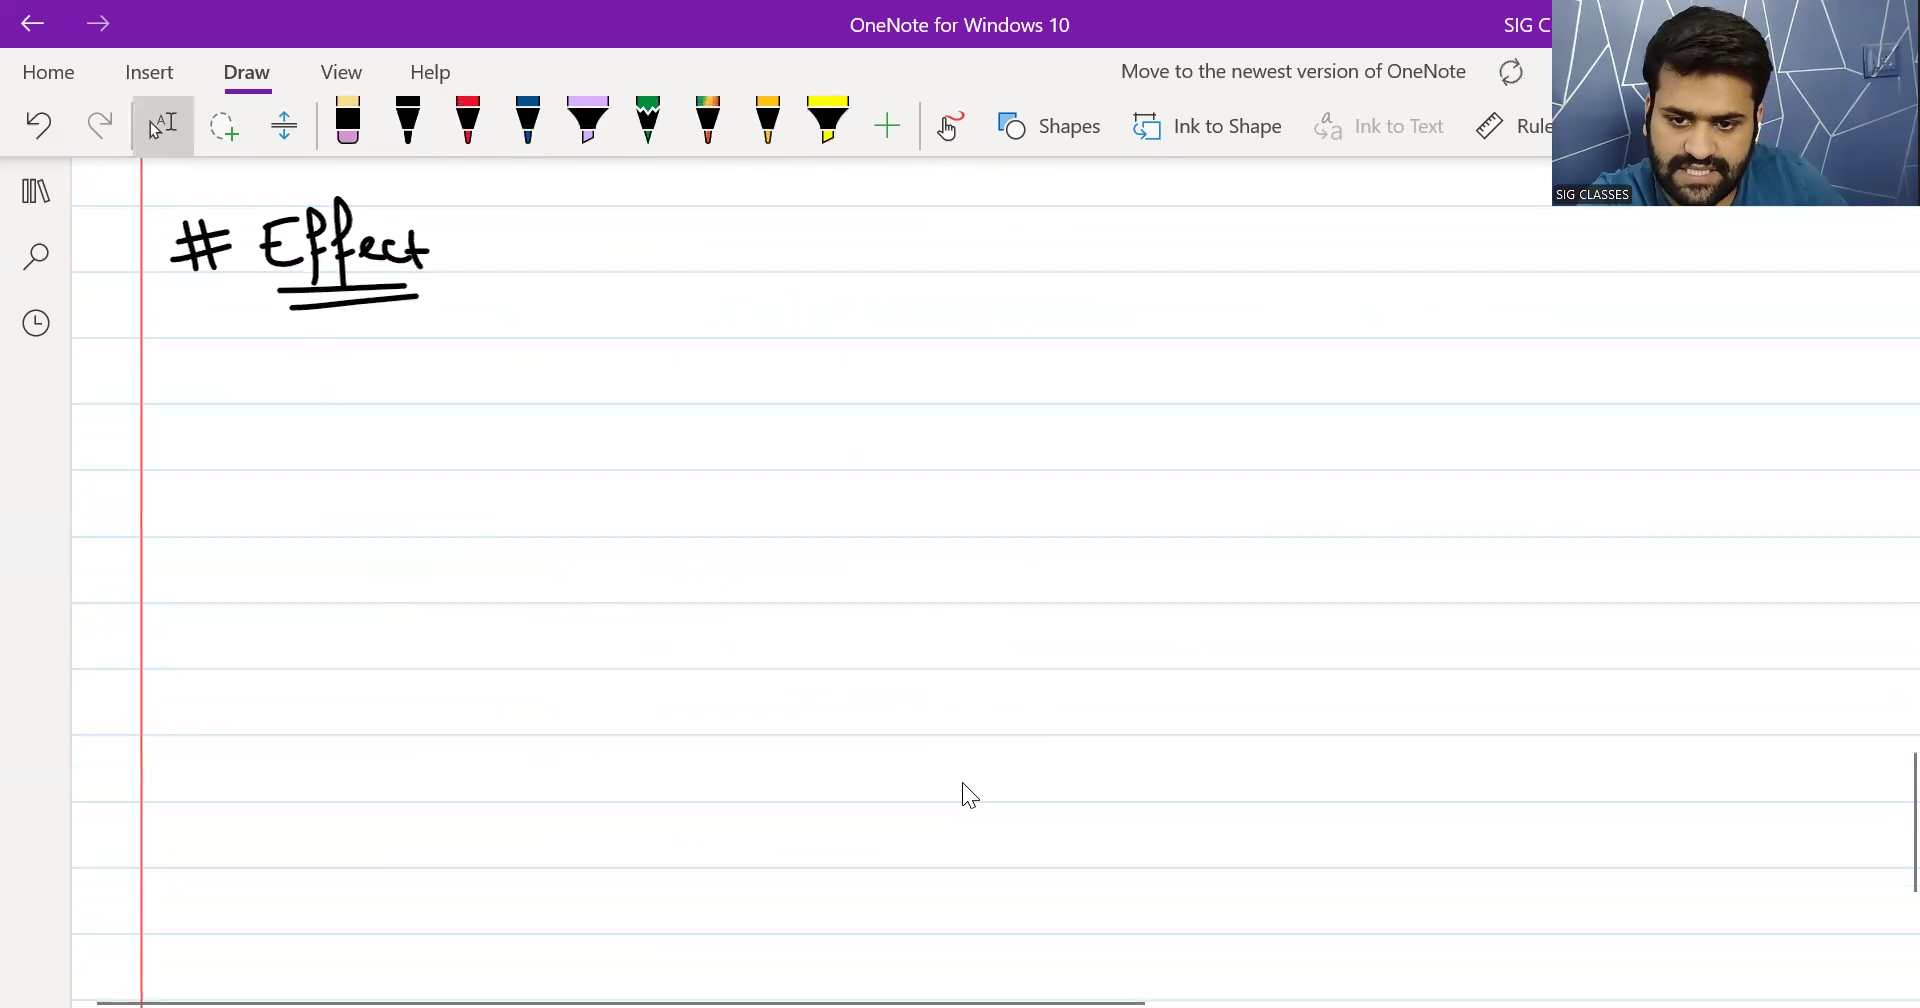 OneNote for Windows 10
SIG C
Home Insert Draw View Help
Move to the newest version of OneNote
Shapes Ink to Shape Ink to Text Rule
SIG CLASSES
# Effect